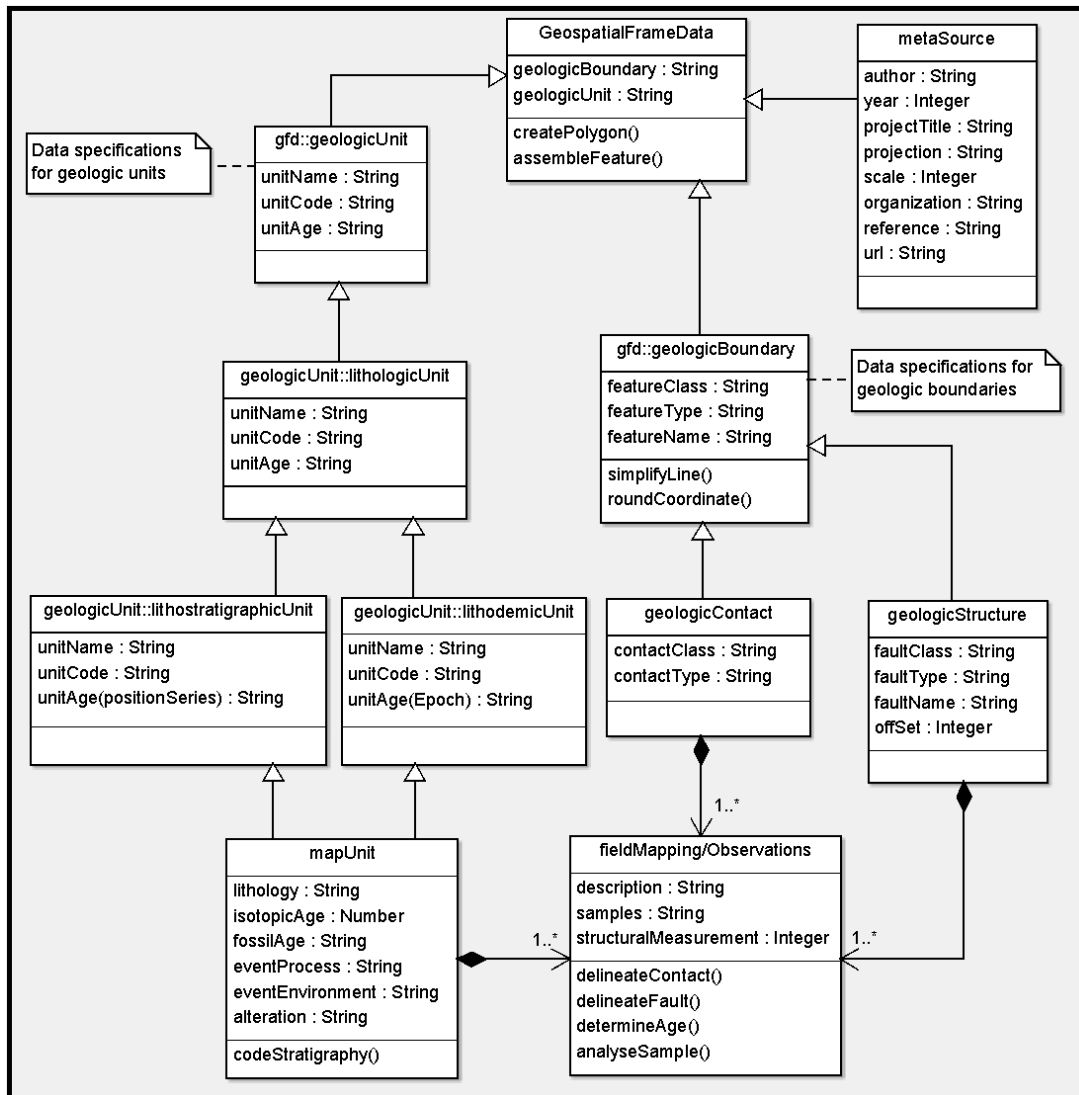 GeospatialFrameData
geologicBoundary : String
geologicUnit : String
createPolygon()
assembleFeature()
metaSource
author : String
year : Integer
projectTitle : String
projection : String
scale : Integer
organization : String
reference : String
url : String
Data specifications
for geologic units
gfd::geologicUnit
unitName : String
unitCode : String
unitAge : String
geologicUnit::lithologicUnit
unitName : String
unitCode : String
unitAge : String
gfd::geologicBoundary
featureClass : String
featureType : String
featureName : String
simplifyLine()
roundCoordinate()
Data specifications for
geologic boundaries
geologicUnit::lithostratigraphicUnit
unitName : String
unitCode : String
unitAge(positionSeries) : String
geologicUnit::lithodemicUnit
unitName : String
unitCode : String
unitAge(Epoch) : String
geologicContact
contactClass : String
contactType : String
geologicStructure
faultClass : String
faultType : String
faultName : String
offSet : Integer
1..*
mapUnit
lithology : String
isotopicAge : Number
fossilAge : String
eventProcess : String
eventEnvironment : String
alteration : String
codeStratigraphy()
1..*
fieldMapping/Observations
description : String
samples : String
structuralMeasurement : Integer
delineateContact()
delineateFault()
determineAge()
analyseSample()
1..*